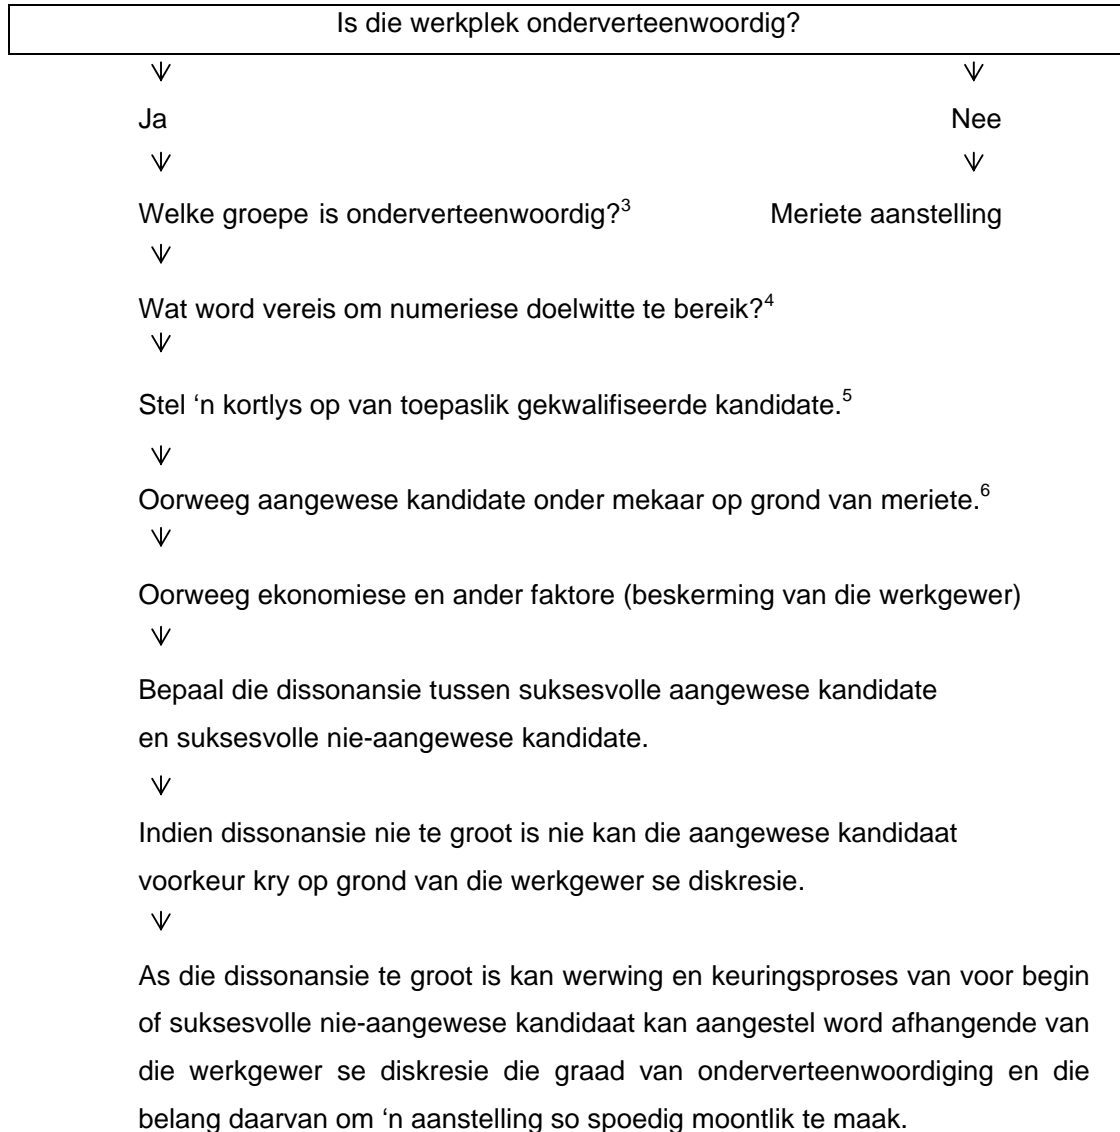 Is die werkplek onderverteenwoordig?
Ja Nee
Welke groepe is onderverteenwoordig?3 Meriete aanstelling
Wat word vereis om numeriese doelwitte te bereik?4
Stel ‘n kortlys op van toepaslik gekwalifiseerde kandidate.5
Oorweeg aangewese kandidate onder mekaar op grond van meriete.6
Oorweeg ekonomiese en ander faktore (beskerming van die werkgewer)
Bepaal die dissonansie tussen suksesvolle aangewese kandidate
en suksesvolle nie-aangewese kandidate.
Indien dissonansie nie te groot is nie kan die aangewese kandidaat
voorkeur kry op grond van die werkgewer se diskresie.
As die dissonansie te groot is kan werwing en keuringsproses van voor begin
of suksesvolle nie-aangewese kandidaat kan aangestel word afhangende van
die werkgewer se diskresie die graad van onderverteenwoordiging en die
belang daarvan om ‘n aanstelling so spoedig moontlik te maak.